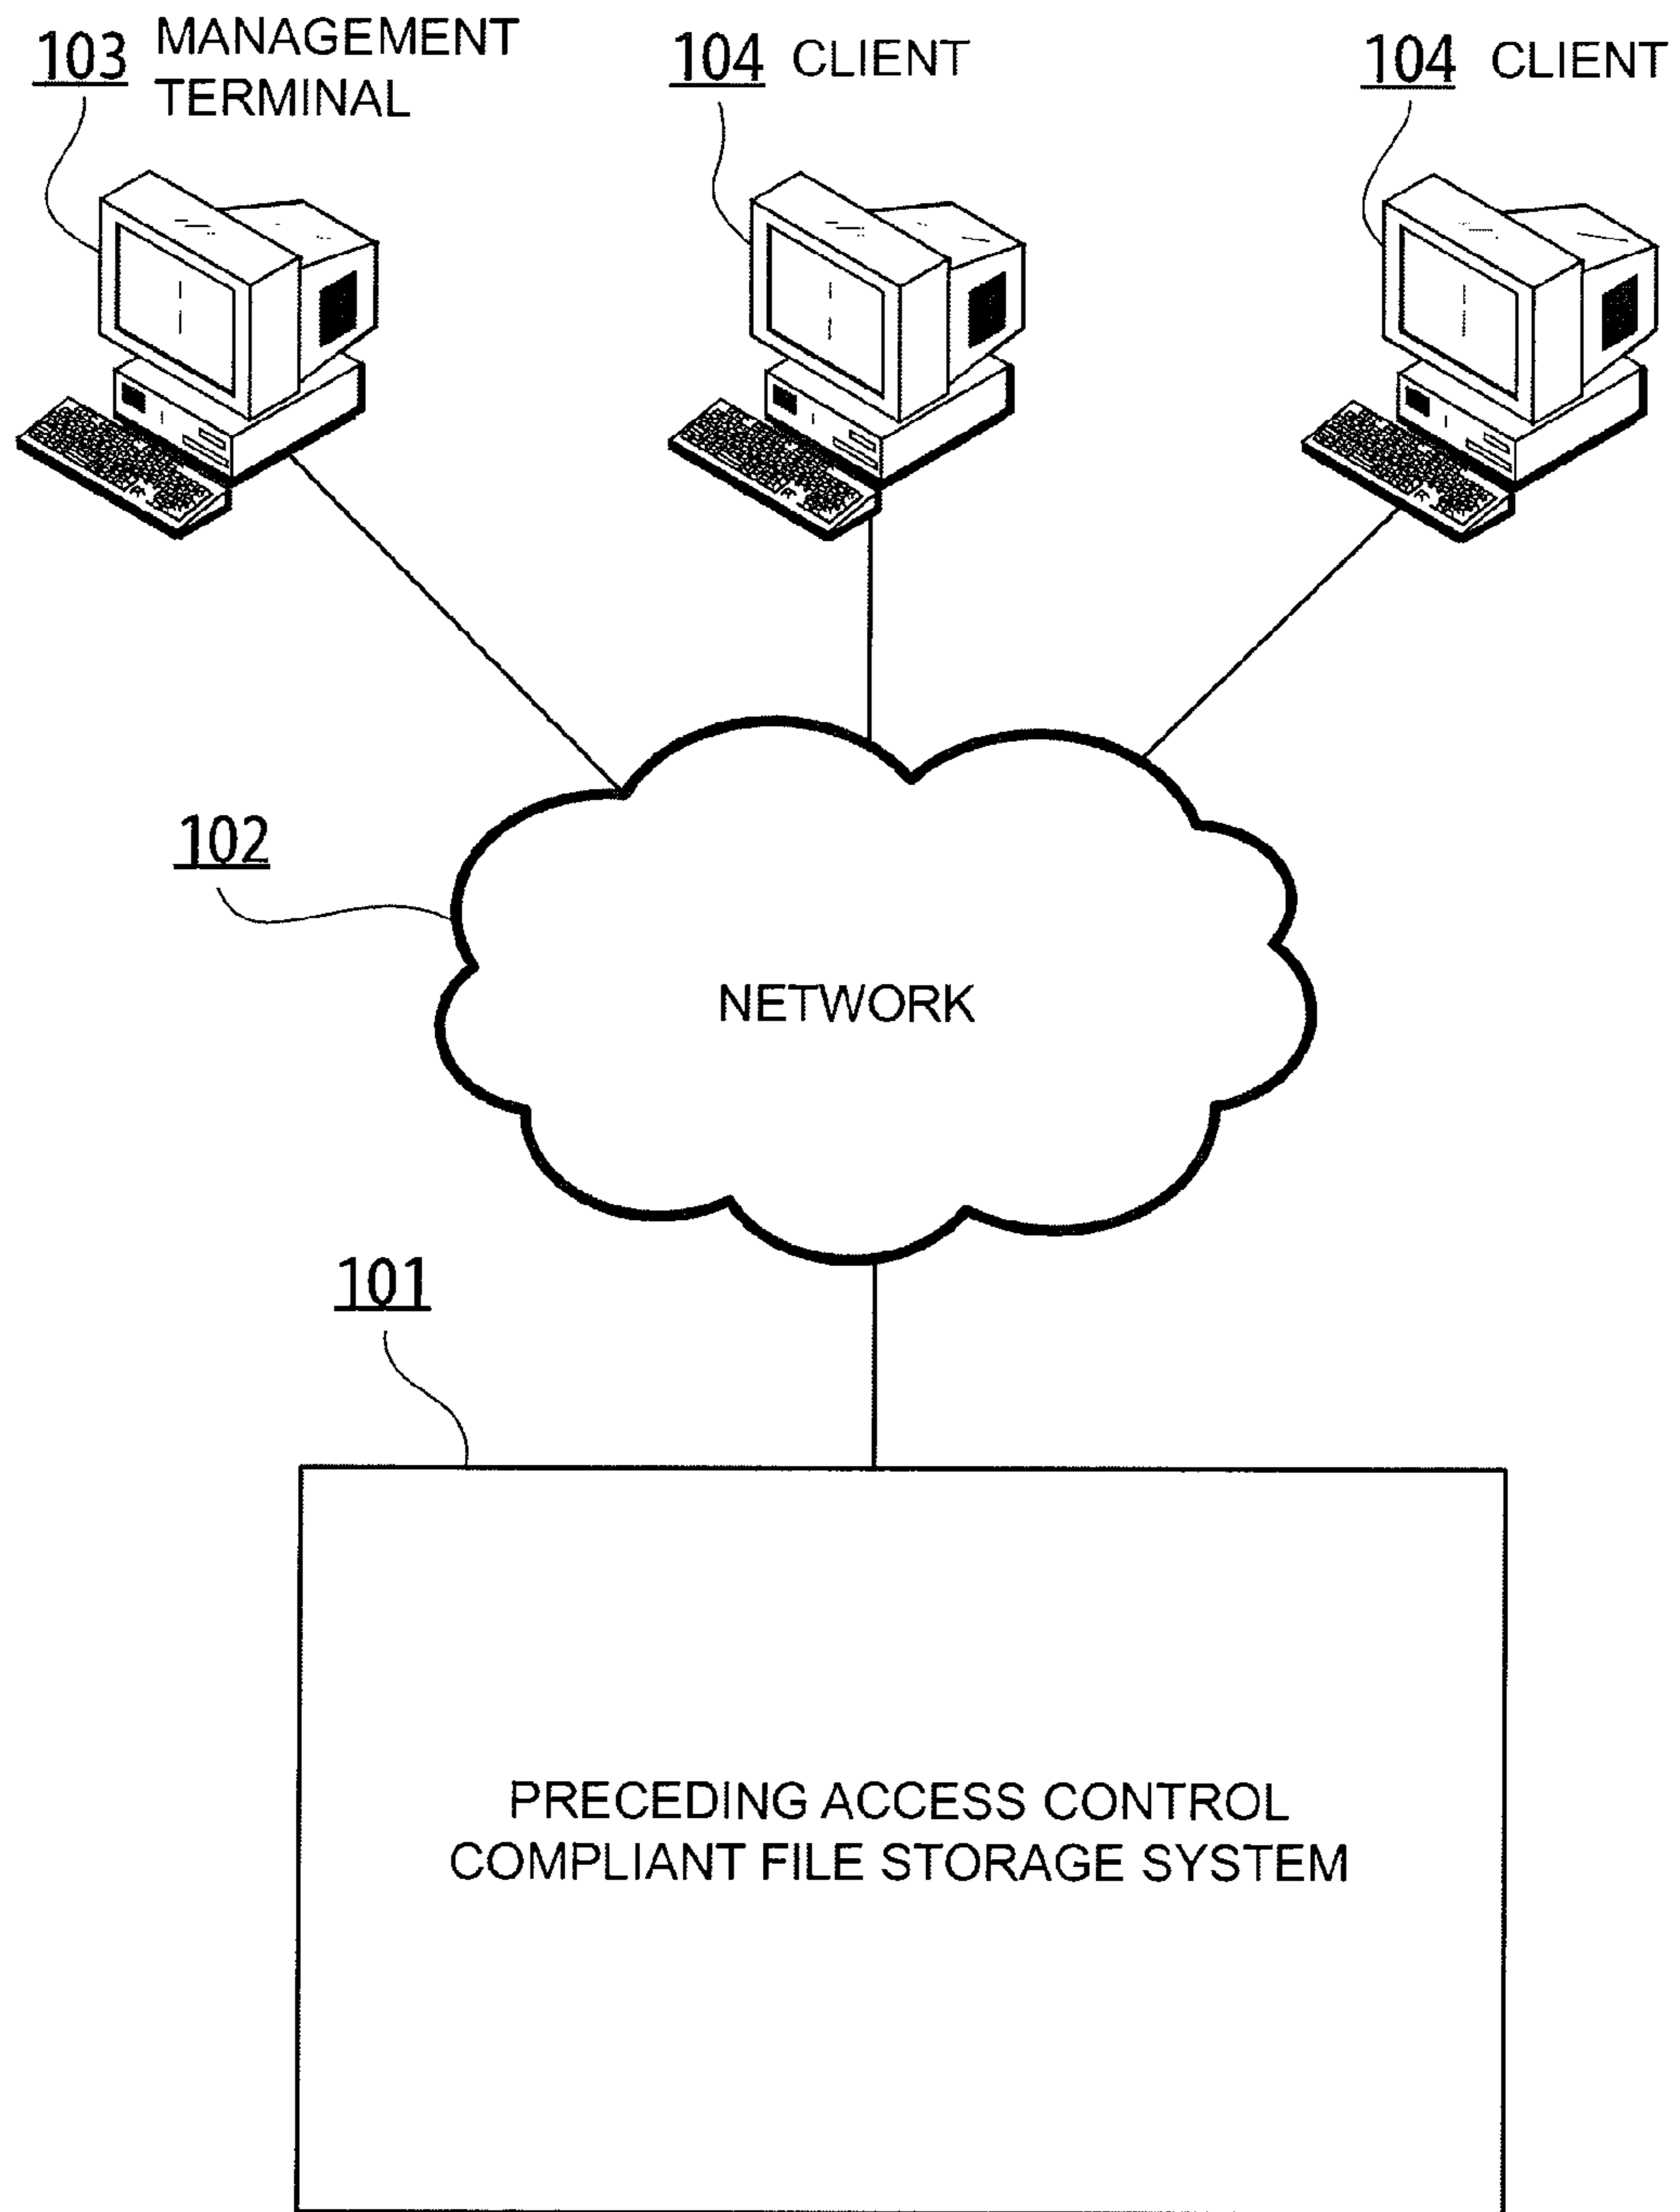 103 MANAGEMENT
TERMINAL
104 CLIENT
104 CLIENT
102
NETWORK
101
PRECEDING ACCESS CONTROL
COMPLIANT FILE STORAGE SYSTEM